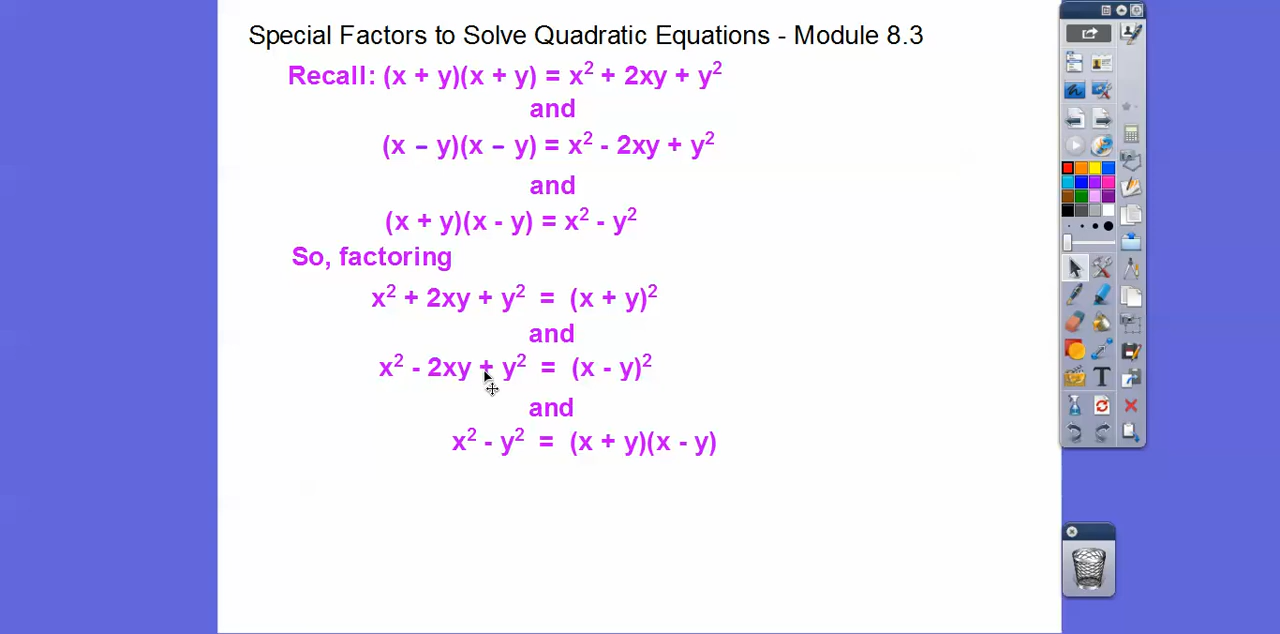 Special Factors to Solve Quadratic Equations - Module 8.3
Recall: (x + y)(x + y) = x² + 2xy + y²
and
(x – y)(x – y) = x² - 2xy + y²
and
(x + y)(x - y) = x² - y²
So, factoring
x² + 2xy + y² = (x + y)²
and
x² - 2xy + y² = (x - y)²
and
x² - y² = (x + y)(x - y)